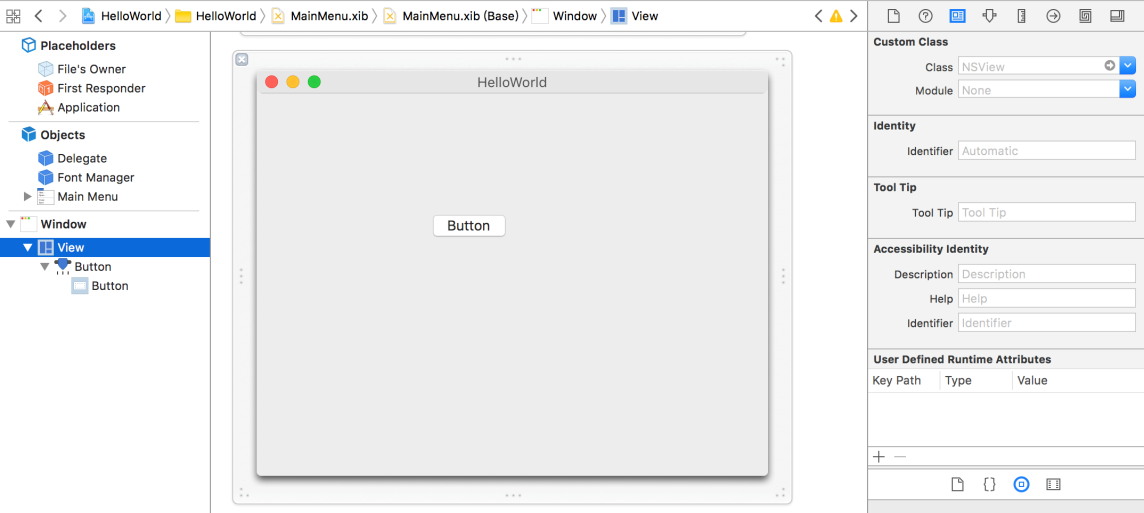 HelloWorld HelloWorld MainMenu.xib MainMenu.xib (Base) Window View
Placeholders
File's Owner
First Responder
Application
Objects
Delegate
Font Manager
Main Menu
Window
View
Button
Button
HelloWorld
Button
Custom Class
Class NSView
Module None
Identity
Identifier Automatic
Tool Tip
Tool Tip Tool Tip
Accessibility Identity
Description Description
Help Help
Identifier Identifier
User Defined Runtime Attributes
Key Path Type Value